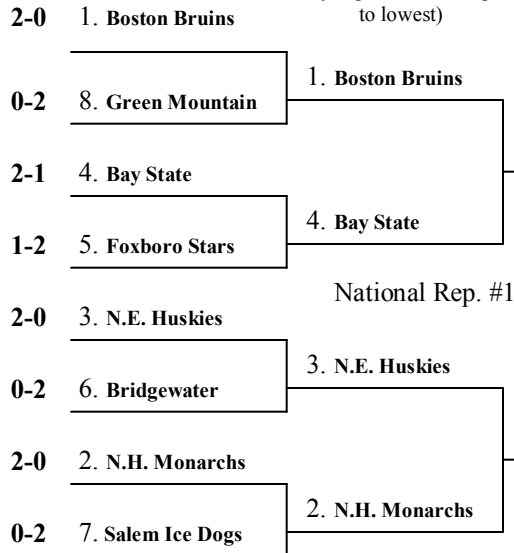 to lowest)
2-0 1. Boston Bruins
1. Boston Bruins
0-2 8. Green Mountain
2-1 4. Bay State
4. Bay State
1-2 5. Foxboro Stars
National Rep. #1
2-0 3. N.E. Huskies
3. N.E. Huskies
0-2 6. Bridgewater
2-0 2. N.H. Monarchs
2. N.H. Monarchs
0-2 7. Salem Ice Dogs